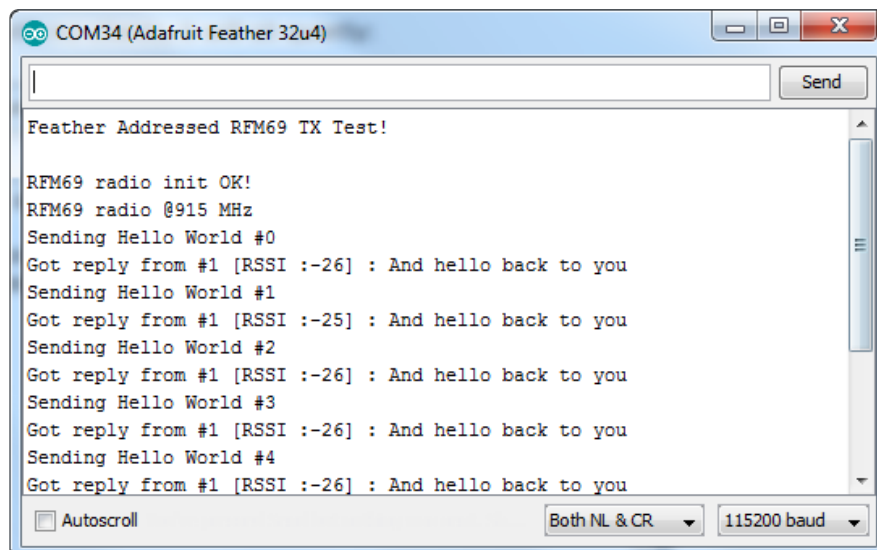 COM34 (Adafruit Feather 32u4)
Send
Feather Addressed RFM69 TX Test!
RFM69 radio init OK!
RFM69 radio @915 MHz
Sending Hello World #0
Got reply from #1 [RSSI :-26] : And hello back to you
Sending Hello World #1
Got reply from #1 [RSSI :-25] : And hello back to you
Sending Hello World #2
Got reply from #1 [RSSI :-26] : And hello back to you
Sending Hello World #3
Got reply from #1 [RSSI :-26] : And hello back to you
Sending Hello World #4
Got reply from #1 [RSSI :-26] : And hello back to you
Autoscroll Both NL & CR 115200 baud